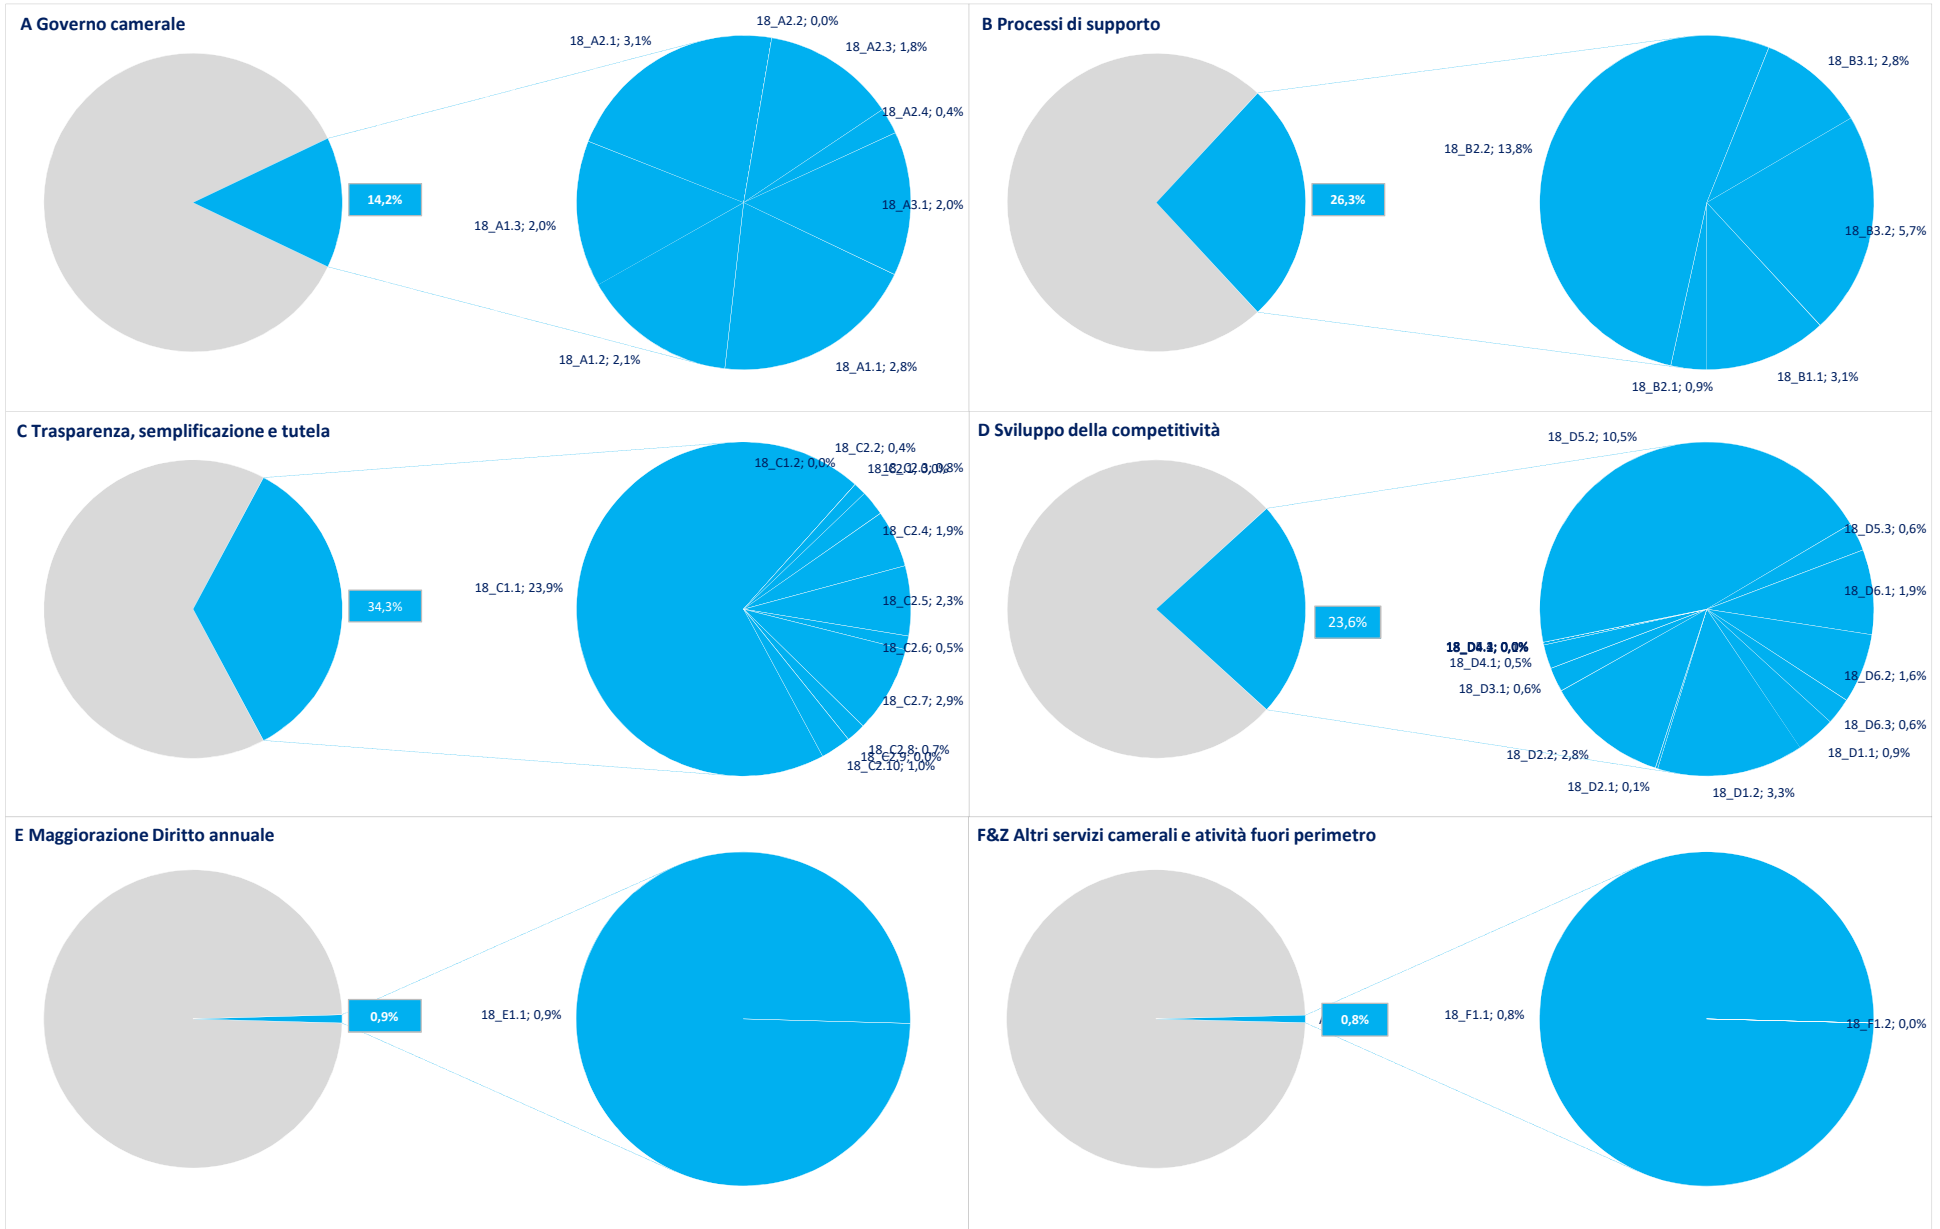 A Governo camerale
18_A2.2; 0,0%
18_A2.1; 3,1%
18_A2.3; 1,8%
18_A2.4; 0,4%
14,2%
18_A3.1; 2,0%
18_A1.3; 2,0%
18_A1.2; 2,1%
18_A1.1; 2,8%
B Processi di supporto
18_B3.1; 2,8%
18_B2.2; 13,8%
26,3%
18_B3.2; 5,7%
18_B1.1; 3,1%
18_B2.1; 0,9%
C Trasparenza, semplificazione e tutela
18_C2.2; 0,4%
18_C1.2; 0,0%
18_C2.1; 0,0%
18_C2.3; 0,8%
18_C2.4; 1,9%
18_C1.1; 23,9%
34,3%
18_C2.5; 2,3%
18_C2.6; 0,5%
18_C2.7; 2,9%
18_C2.8; 0,7%
18_C2.9; 0,0%
18_C2.10; 1,0%
D Sviluppo della competitività
18_D5.2; 10,5%
18_D5.3; 0,6%
18_D6.1; 1,9%
23,6%
18_D4.1; 0,5%
18_D6.2; 1,6%
18_D3.1; 0,6%
18_D6.3; 0,6%
18_D1.1; 0,9%
18_D2.2; 2,8%
18_D2.1; 0,1%
18_D1.2; 3,3%
E Maggiorazione Diritto annuale
0,9%
18_E1.1; 0,9%
F&Z Altri servizi camerali e atività fuori perimetro
0,8%
18_F1.1; 0,8%
18_F1.2; 0,0%